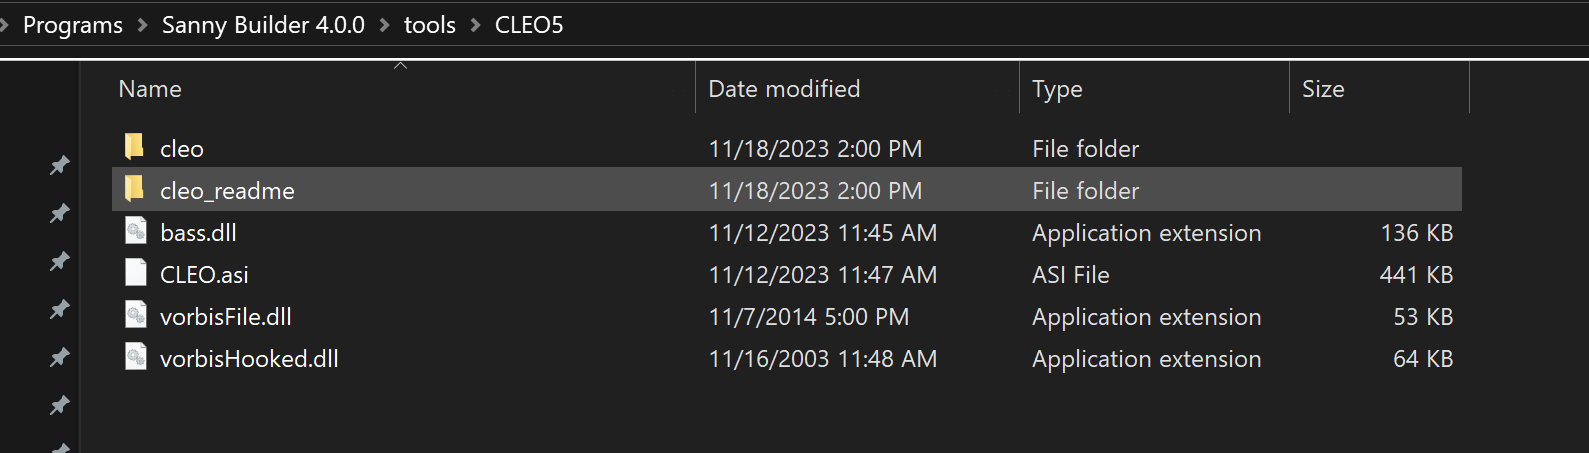 Programs > Sanny Builder 4.0.0 > tools > CLEO5
Name Date modified Type Size
cleo 11/18/2023 2:00 PM File folder
cleo_readme 11/18/2023 2:00 PM File folder
bass.dll 11/12/2023 11:45 AM Application extension 136 KB
CLEO.asi 11/12/2023 11:47 AM ASI File 441 KB
vorbisFile.dll 11/7/2014 5:00 PM Application extension 53 KB
vorbisHooked.dll 11/16/2003 11:48 AM Application extension 64 KB